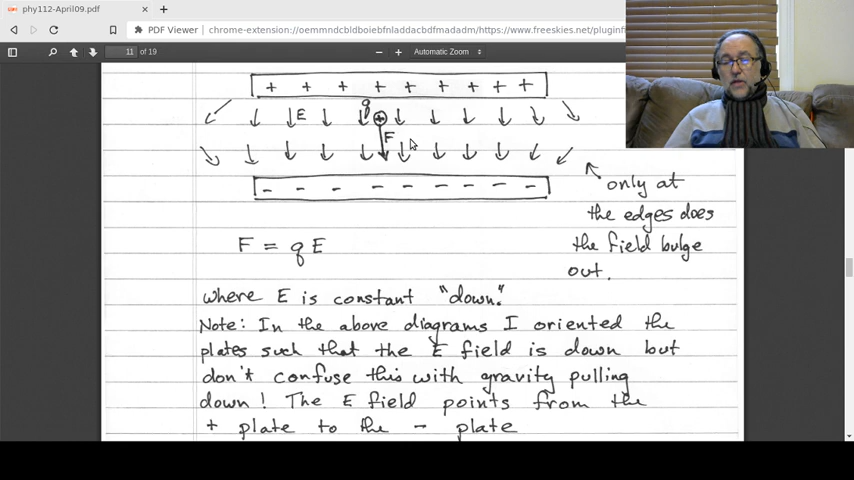 phy112-April09.pdf
PDF Viewer chrome-extension://oemmndcbldboiebfnladdacbdfmadadm/https://www.freeskies.net/pluginfi
11 of 19
Automatic Zoom
+ + + + + + + + +
E
q
+
F
- - - - - - - - -
only at
the edges does
the field bulge
out.
F = qE
where E is constant "down."
Note: In the above diagrams I oriented the
plates such that the E field is down but
don't confuse this with gravity pulling
down! The E field points from the
+ plate to the - plate